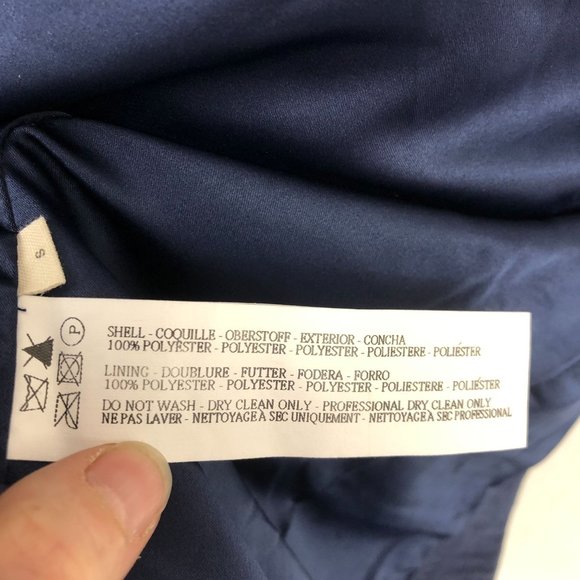 S
P
SHELL - COQUILLE - OBERSTOFF - EXTERIOR - CONCHA
100% POLYESTER - POLYESTER - POLYESTER - POLIESTERE - POLIÉSTER
LINING - DOUBLURE - FUTTER - FODERA - FORRO
100% POLYESTER - POLYESTER - POLYESTER - POLIESTERE - POLIÉSTER
DO NOT WASH - DRY CLEAN ONLY - PROFESSIONAL DRY CLEAN ONLY
NE PAS LAVER - NETTOYAGE A SEC UNIQUEMENT - NETTOYAGE A SEC PROFESSIONAL